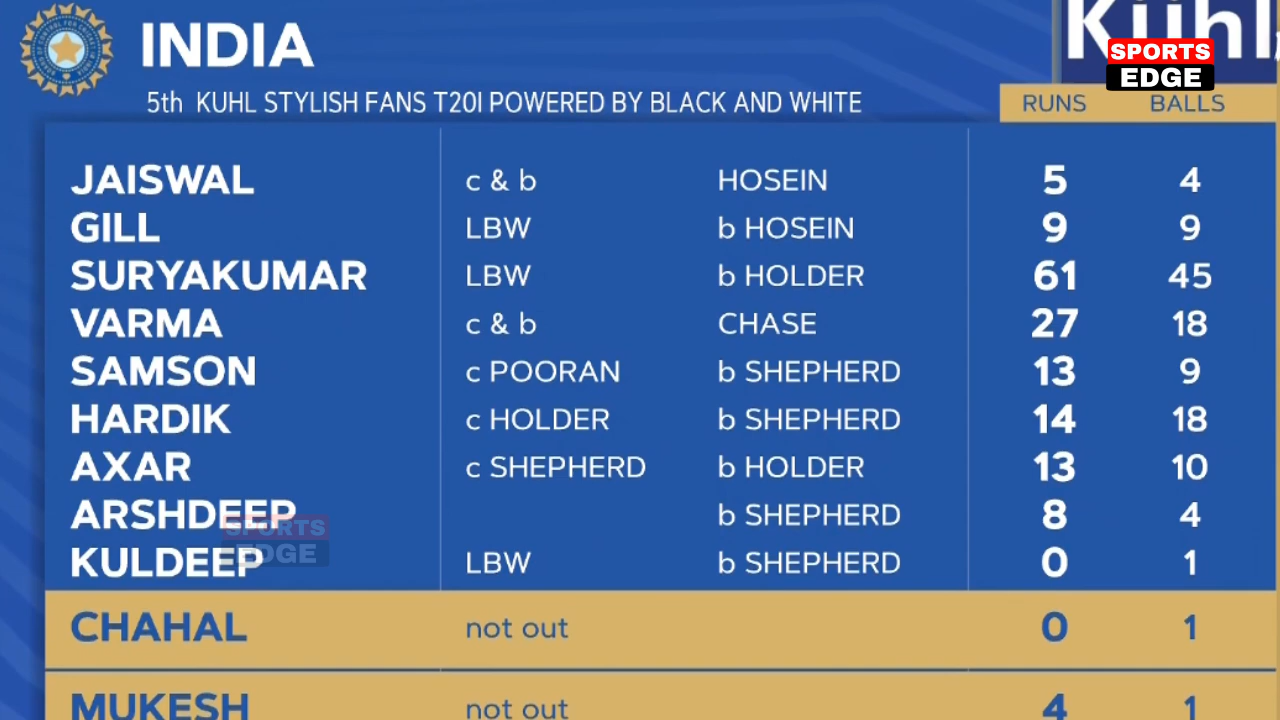 INDIA
Kühl
SPORTS
EDGE
5th KUHL STYLISH FANS T20I POWERED BY BLACK AND WHITE
RUNS BALLS
JAISWAL c & b HOSEIN 5 4
GILL LBW b HOSEIN 9 9
SURYAKUMAR LBW b HOLDER 61 45
VARMA c & b CHASE 27 18
SAMSON c POORAN b SHEPHERD 13 9
HARDIK c HOLDER b SHEPHERD 14 18
AXAR c SHEPHERD b HOLDER 13 10
ARSHDEEP b SHEPHERD 8 4
SPORTS
EDGE
KULDEEP LBW b SHEPHERD 0 1
CHAHAL not out 0 1
MUKESH not out 4 1